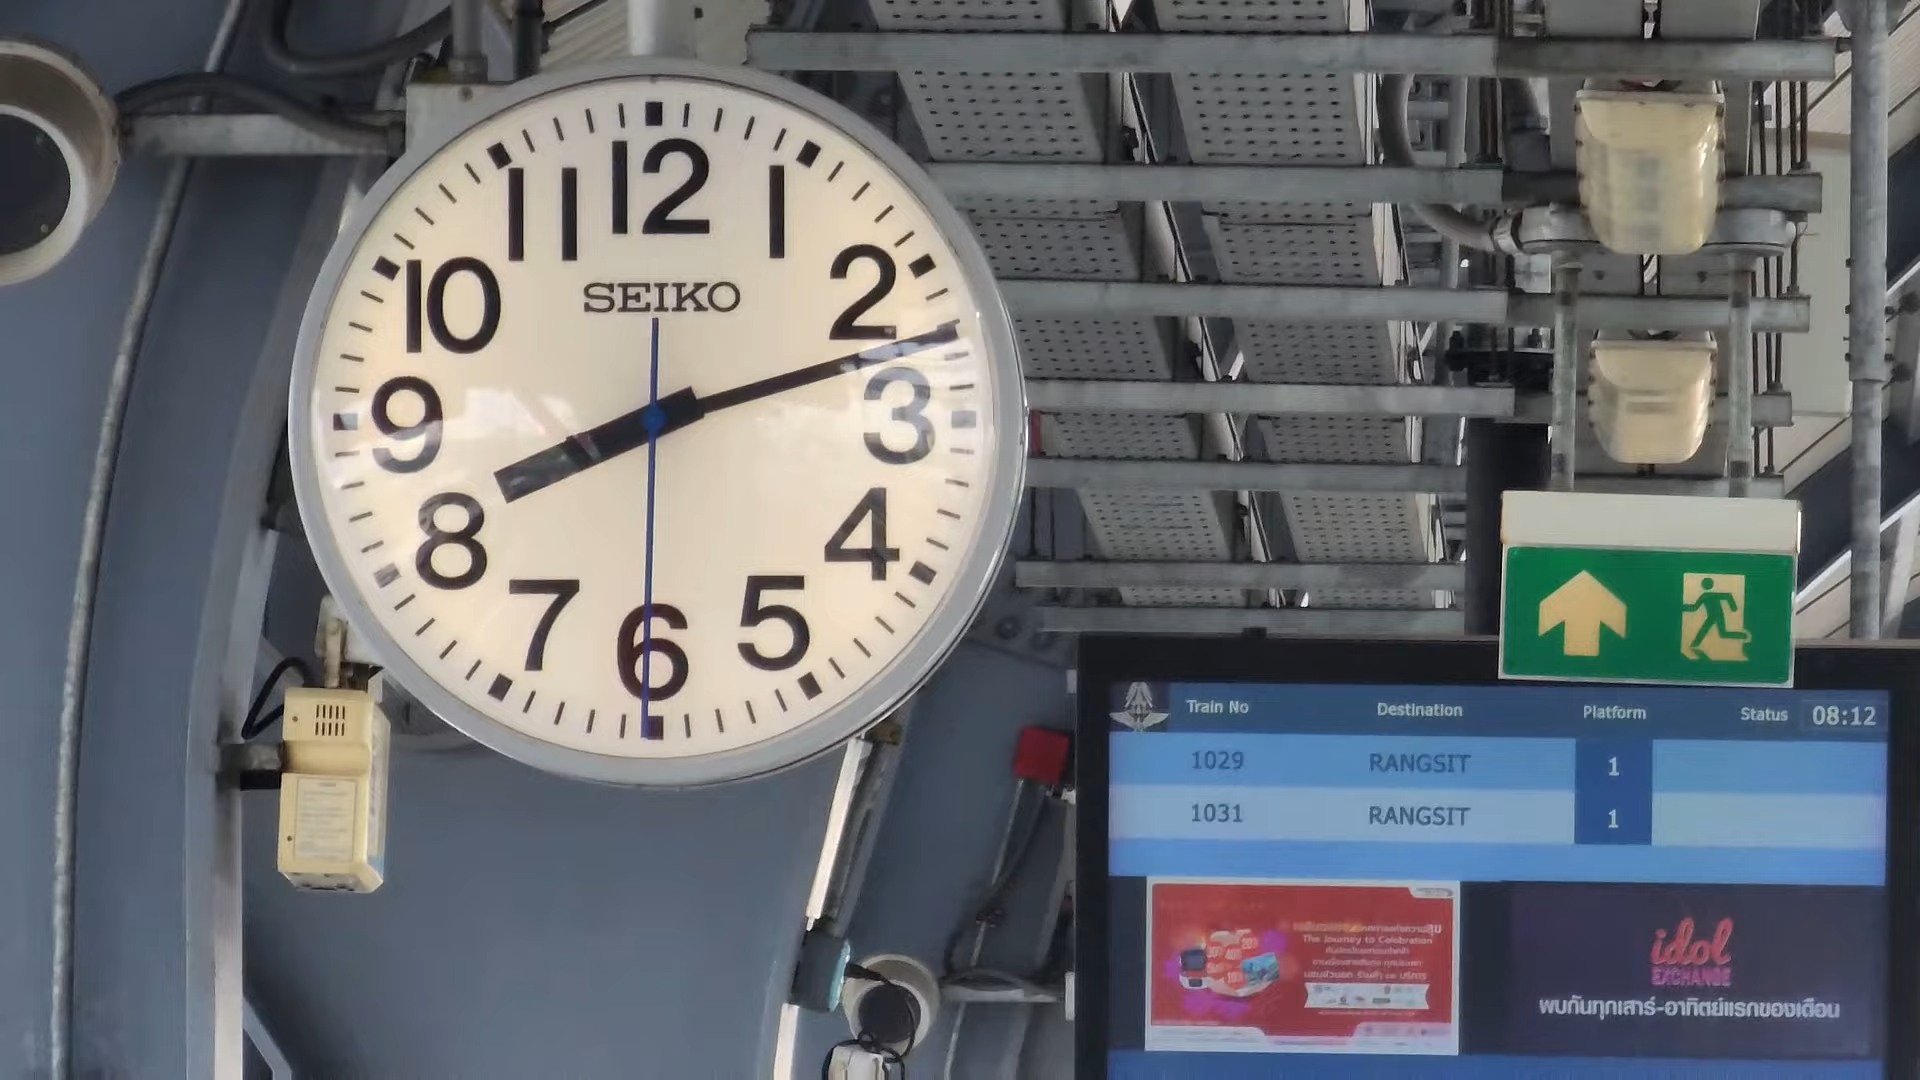 12
11
1
10
2
SEIKO
9
3
8
4
7
5
6
Train No Destination Platform Status 08:12
1029 RANGSIT 1
1031 RANGSIT 1
The Journey to Celebration
idol
EXCHANGE
พบกันทุกเสาร์-อาทิตย์แรกของเดือน